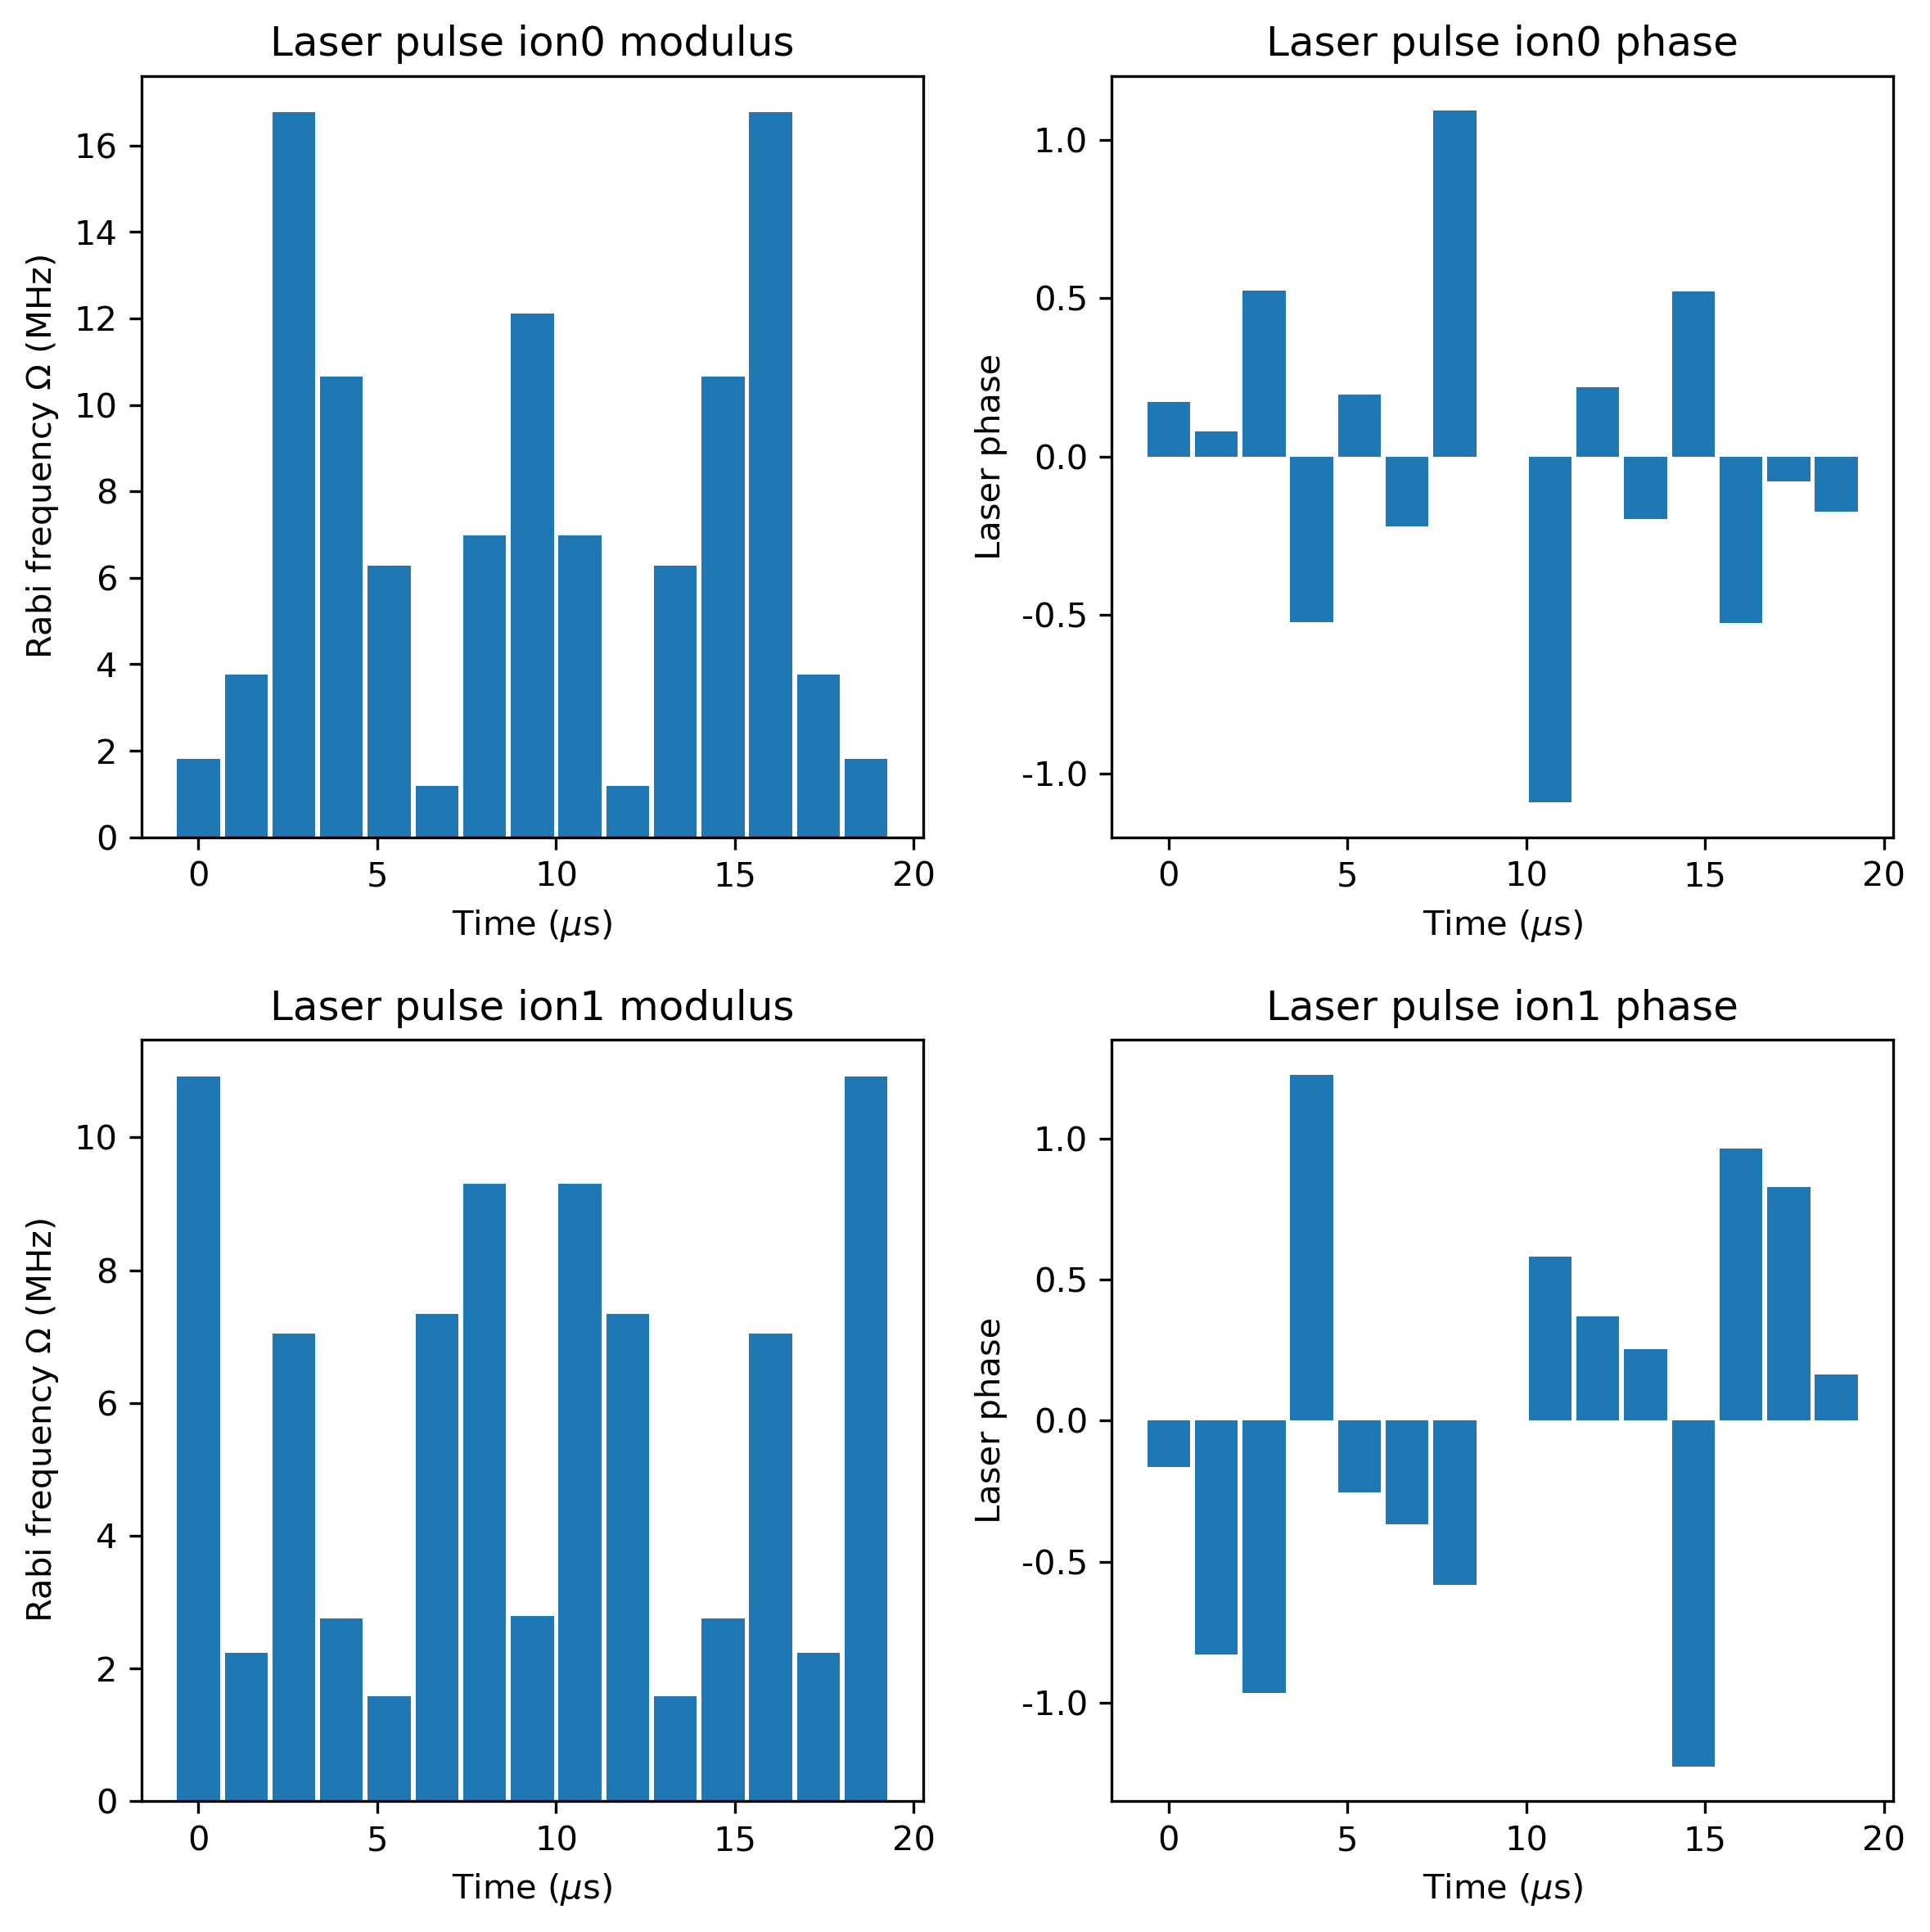 Laser pulse ion0 modulus
Rabi frequency Ω (MHz)
16
14
12
10
8
6
4
2
0
0 5 10 15 20
Time (μs)
Laser pulse ion0 phase
Laser phase
1.0
0.5
0.0
-0.5
-1.0
0 5 10 15 20
Time (μs)
Laser pulse ion1 modulus
Rabi frequency Ω (MHz)
10
8
6
4
2
0
0 5 10 15 20
Time (μs)
Laser pulse ion1 phase
Laser phase
1.0
0.5
0.0
-0.5
-1.0
0 5 10 15 20
Time (μs)